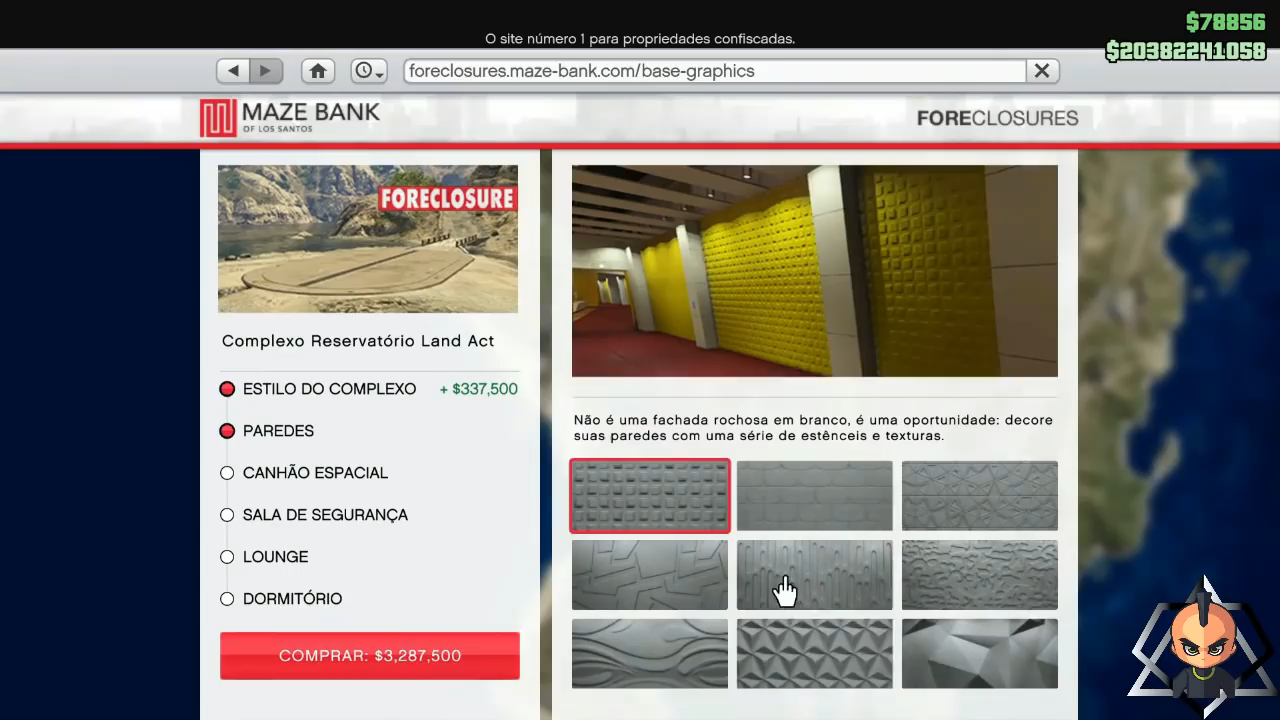 $78856
O site número 1 para propriedades confiscadas.
$20382241058
foreclosures.maze-bank.com/base-graphics
MAZE BANK
OF LOS SANTOS
FORECLOSURES
FORECLOSURE
Complexo Reservatório Land Act
ESTILO DO COMPLEXO + $337,500
PAREDES
CANHÃO ESPACIAL
SALA DE SEGURANÇA
LOUNGE
DORMITÓRIO
COMPRAR: $3,287,500
Não é uma fachada rochosa em branco, é uma oportunidade: decore
suas paredes com uma série de estênceis e texturas.